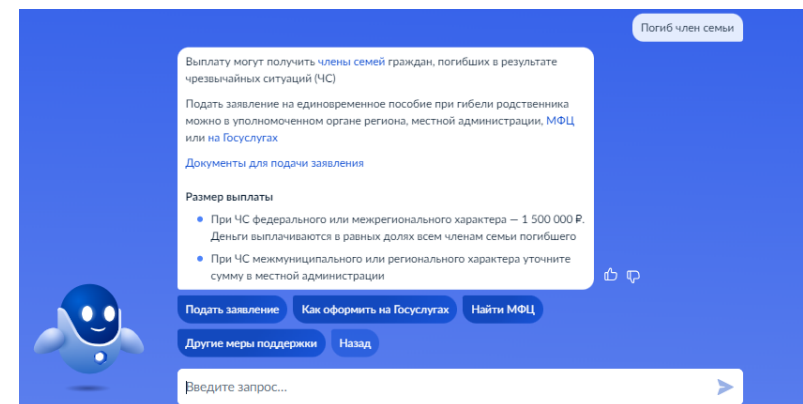 Погиб член семьи
Выплату могут получить члены семей граждан, погибших в результате
чрезвычайных ситуаций (ЧС)
Подать заявление на единовременное пособие при гибели родственника
можно в уполномоченном органе региона, местной администрации, МФЦ
или на Госуслугах
Документы для подачи заявления
Размер выплаты
При ЧС федерального или межрегионального характера — 1 500 000 ₽.
Деньги выплачиваются в равных долях всем членам семьи погибшего
При ЧС межмуниципального или регионального характера уточните
сумму в местной администрации
Подать заявление Как оформить на Госуслугах Найти МФЦ
Другие меры поддержки Назад
Введите запрос...